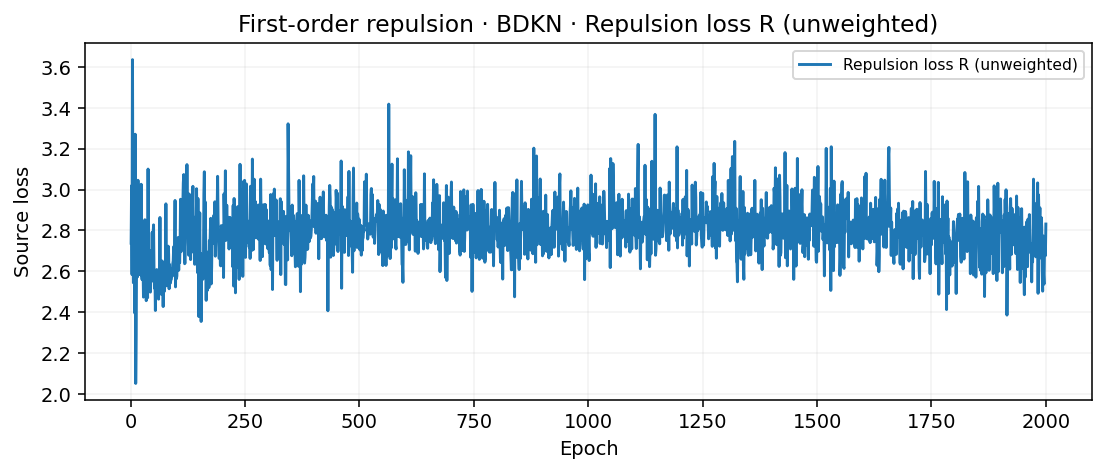 First-order repulsion · BDKN · Repulsion loss R (unweighted)
Repulsion loss R (unweighted)
Source loss
3.6
3.4
3.2
3.0
2.8
2.6
2.4
2.2
2.0
0 250 500 750 1000 1250 1500 1750 2000
Epoch